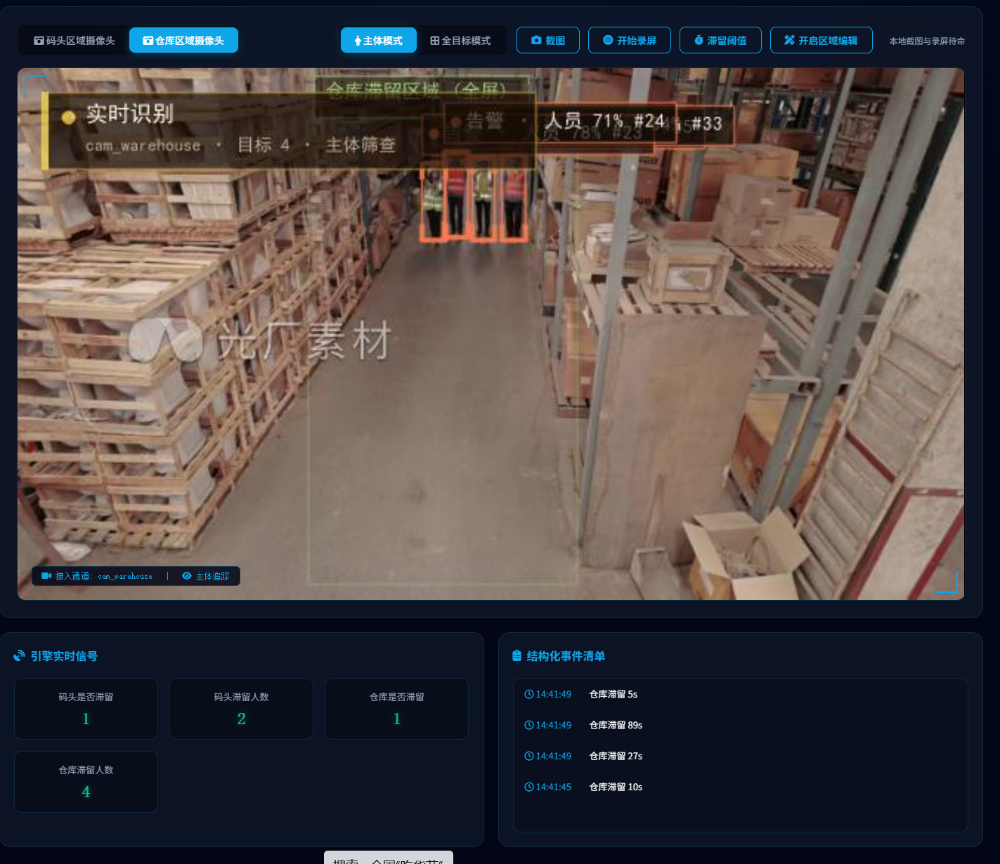 码头区域摄像头 仓库区域摄像头 主体模式 全目标模式 截图 开始录屏 滞留阈值 开启区域编辑 本地截图与录屏待命
仓库滞留区域 (全屏)
实时识别
告警 · 人员 71% #24
#33
人员 78% #23
cam_warehouse · 目标 4 · 主体筛查
光厂素材
接入通道: cam_warehouse | 主体追踪
引擎实时信号
码头是否滞留
1
码头滞留人数
2
仓库是否滞留
1
仓库滞留人数
4
结构化事件清单
14:41:49 仓库滞留 5s
14:41:49 仓库滞留 89s
14:41:49 仓库滞留 27s
14:41:45 仓库滞留 10s